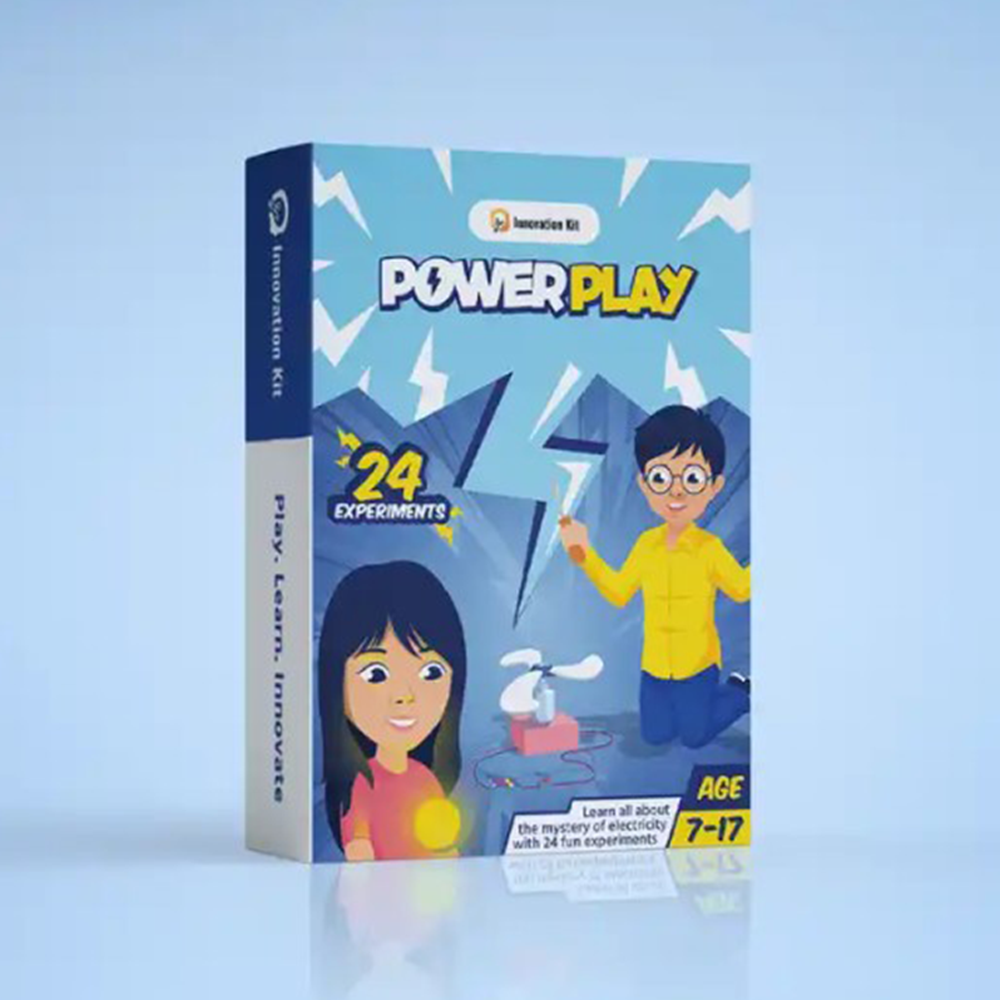 Innovation Kit
Play. Learn. Innovate
Innovation Kit
POWERPLAY
24
EXPERIMENTS
Learn all about
the mystery of electricity
with 24 fun experiments
AGE
7-17